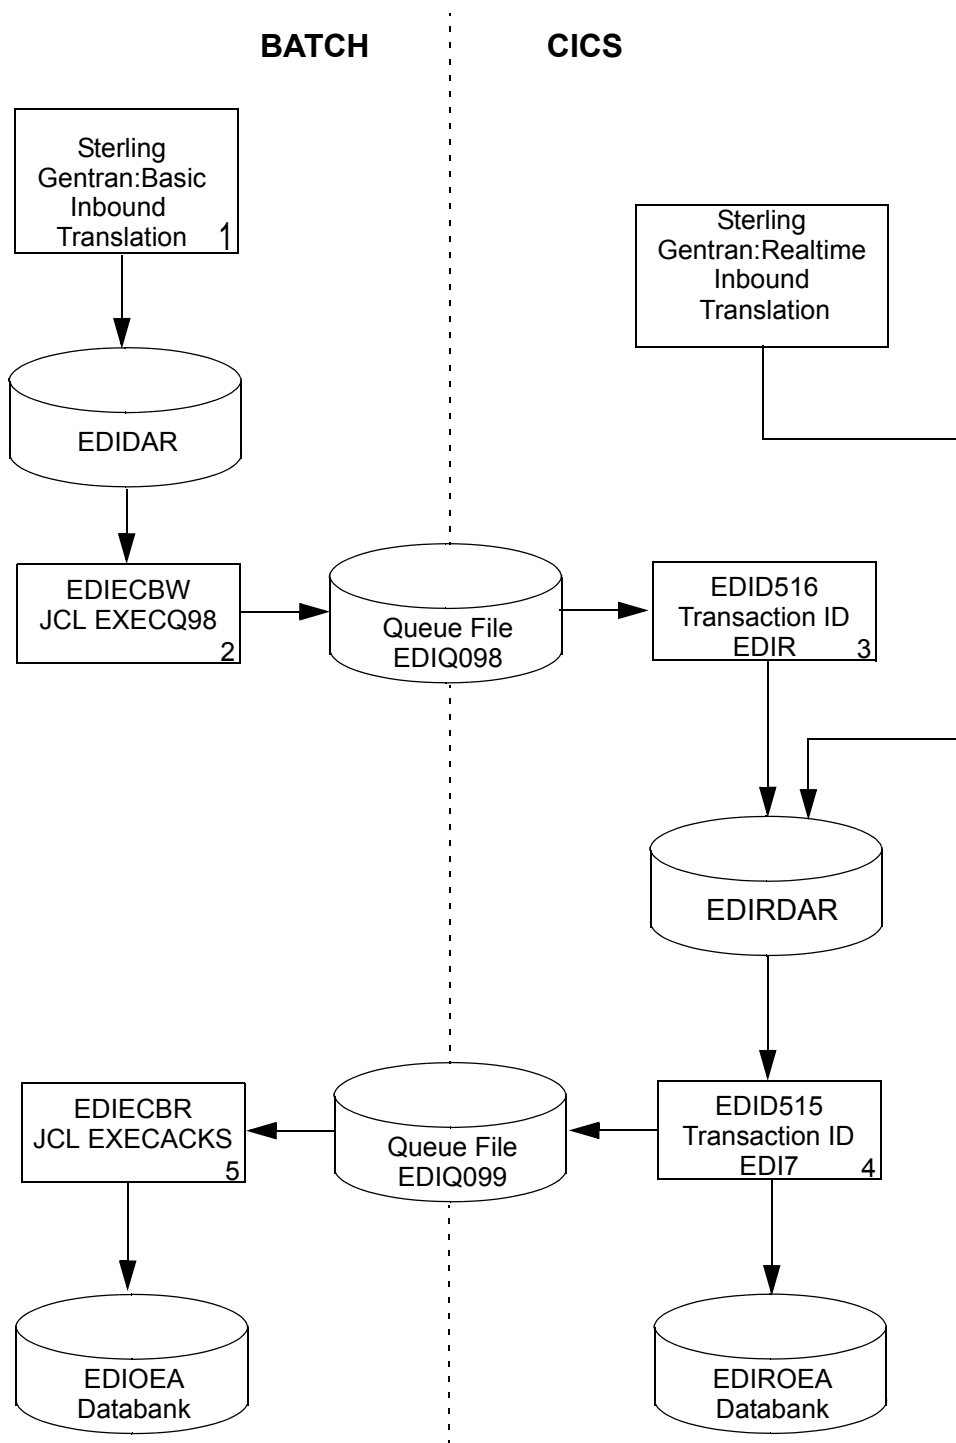 BATCH
CICS
Sterling
Gentran:Basic
Inbound
Translation 1
Sterling
Gentran:Realtime
Inbound
Translation
EDIDAR
EDIECBW
JCL EXECQ98
2
Queue File
EDIQ098
EDID516
Transaction ID
EDIR 3
EDIRDAR
EDIECBR
JCL EXECACKS
5
Queue File
EDIQ099
EDID515
Transaction ID
EDI7 4
EDIOEA
Databank
EDIROEA
Databank